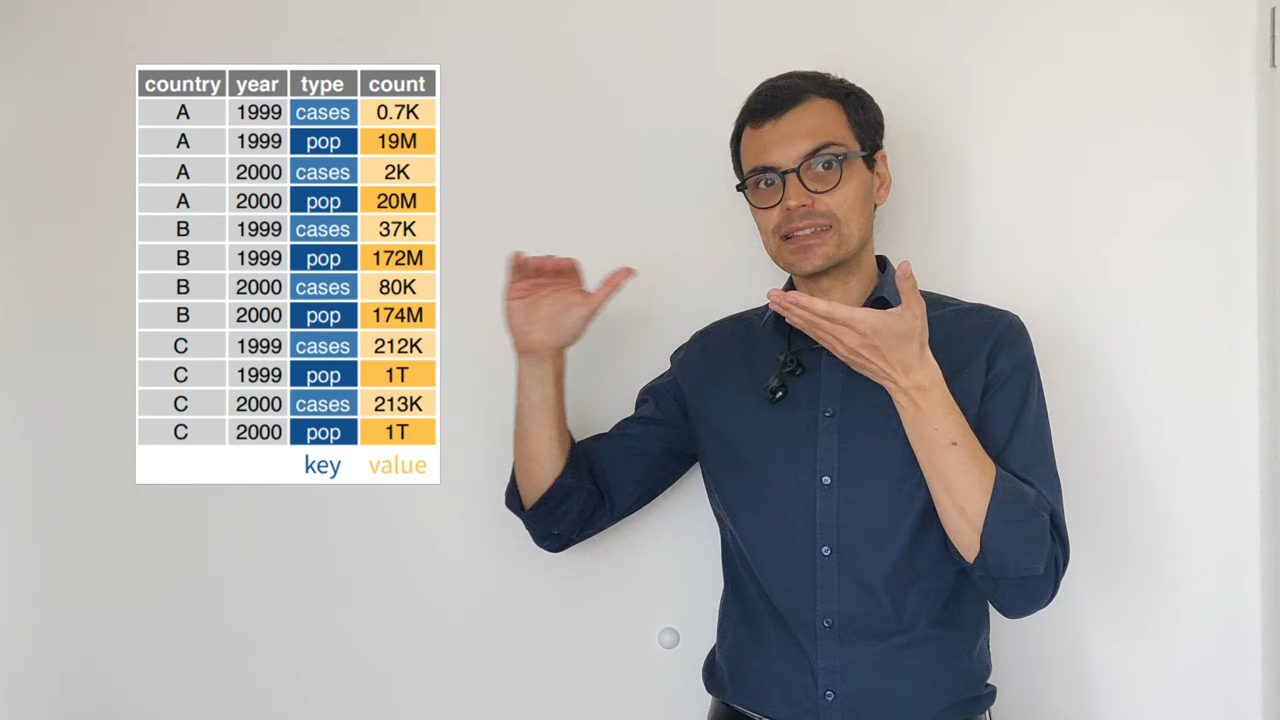 country year type count
A 1999 cases 0.7K
A 1999 pop 19M
A 2000 cases 2K
A 2000 pop 20M
B 1999 cases 37K
B 1999 pop 172M
B 2000 cases 80K
B 2000 pop 174M
C 1999 cases 212K
C 1999 pop 1T
C 2000 cases 213K
C 2000 pop 1T
key value